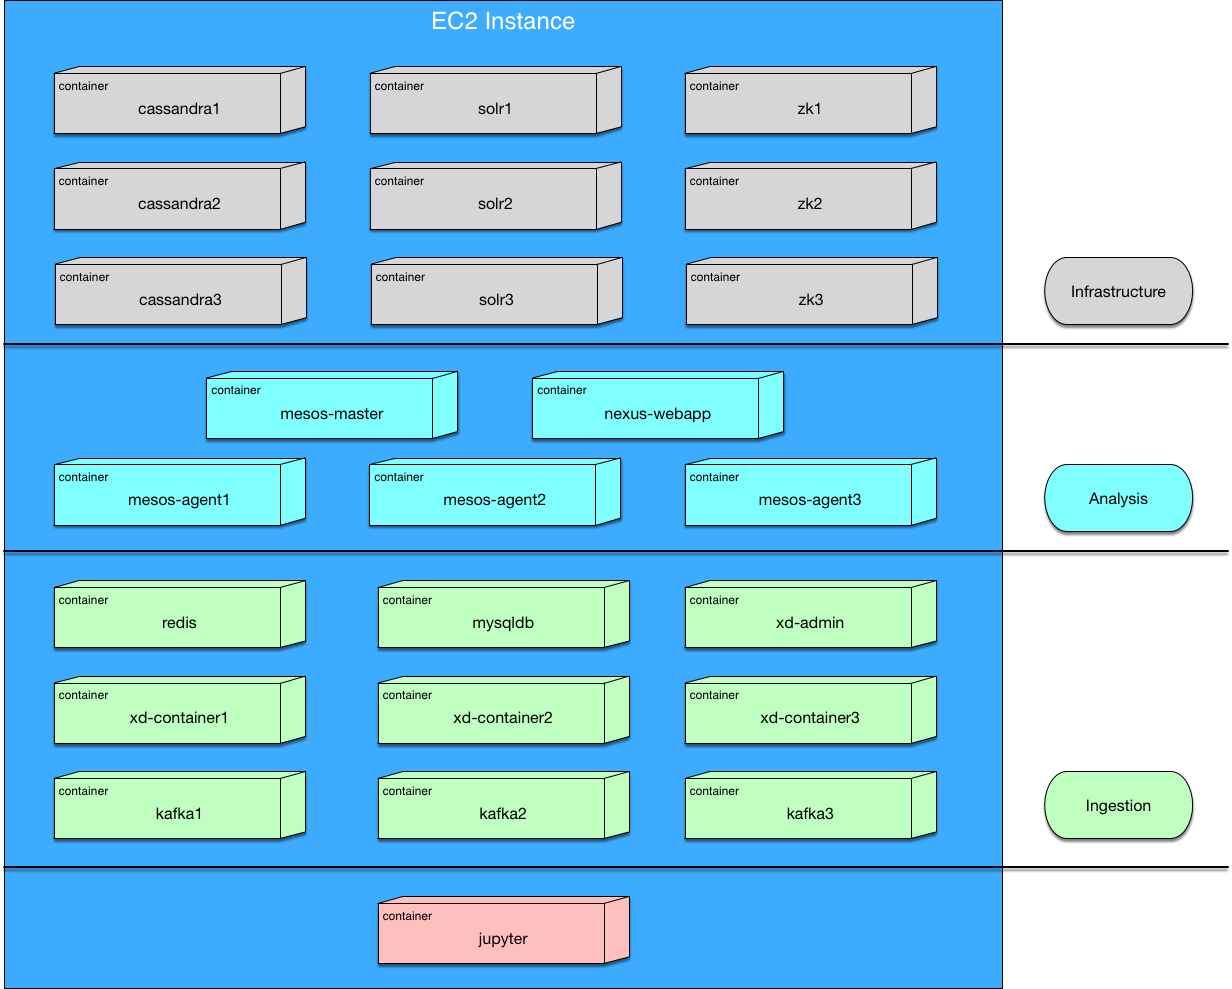 EC2 Instance
container
cassandra1
container
solr1
container
zk1
container
cassandra2
container
solr2
container
zk2
container
cassandra3
container
solr3
container
zk3
Infrastructure
container
mesos-master
container
nexus-webapp
container
mesos-agent1
container
mesos-agent2
container
mesos-agent3
Analysis
container
redis
container
mysqldb
container
xd-admin
container
xd-container1
container
xd-container2
container
xd-container3
container
kafka1
container
kafka2
container
kafka3
Ingestion
container
jupyter